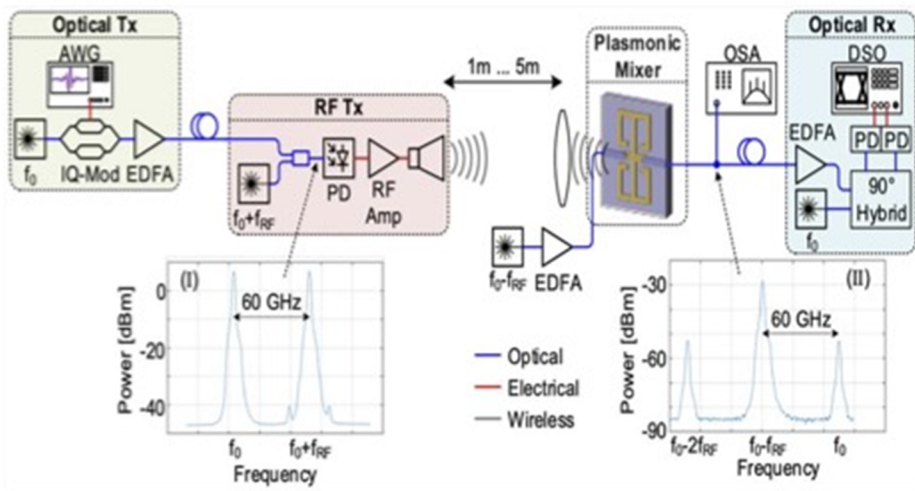 Optical Tx
AWG
f₀
IQ-Mod
EDFA
RF Tx
f₀+fRF
PD
RF
Amp
1m ... 5m
Plasmonic
Mixer
f₀-fRF
EDFA
OSA
Optical Rx
DSO
EDFA
PD
PD
90°
Hybrid
f₀
(I)
60 GHz
Power [dBm]
0
-20
-40
f₀
f₀+fRF
Frequency
Optical
Electrical
Wireless
(II)
60 GHz
Power [dBm]
-30
-60
-90
f₀-2fRF
f₀-fRF
f₀
Frequency